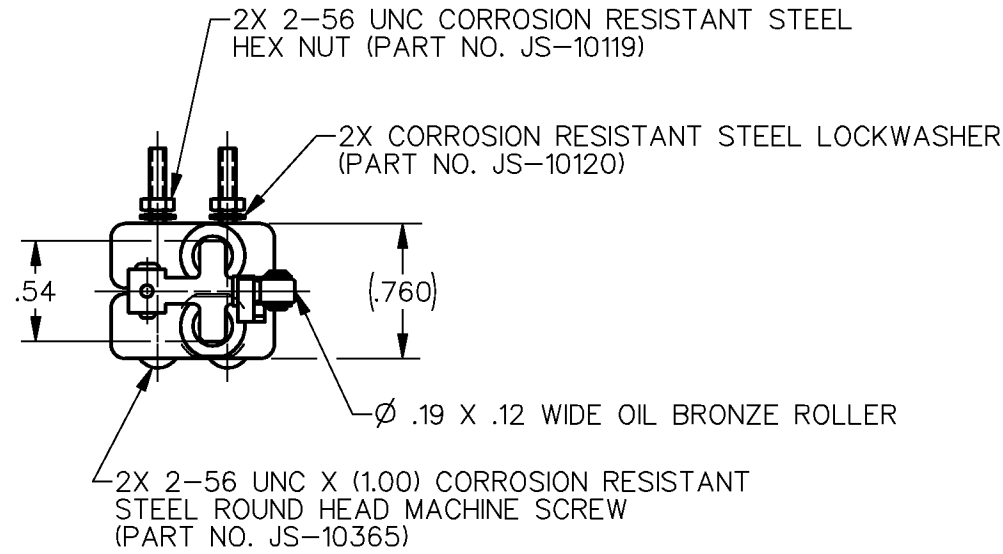 2X 2-56 UNC CORROSION RESISTANT STEEL
HEX NUT (PART NO. JS-10119)
2X CORROSION RESISTANT STEEL LOCKWASHER
(PART NO. JS-10120)
.54
(.760)
Ø .19 X .12 WIDE OIL BRONZE ROLLER
2X 2-56 UNC X (1.00) CORROSION RESISTANT
STEEL ROUND HEAD MACHINE SCREW
(PART NO. JS-10365)